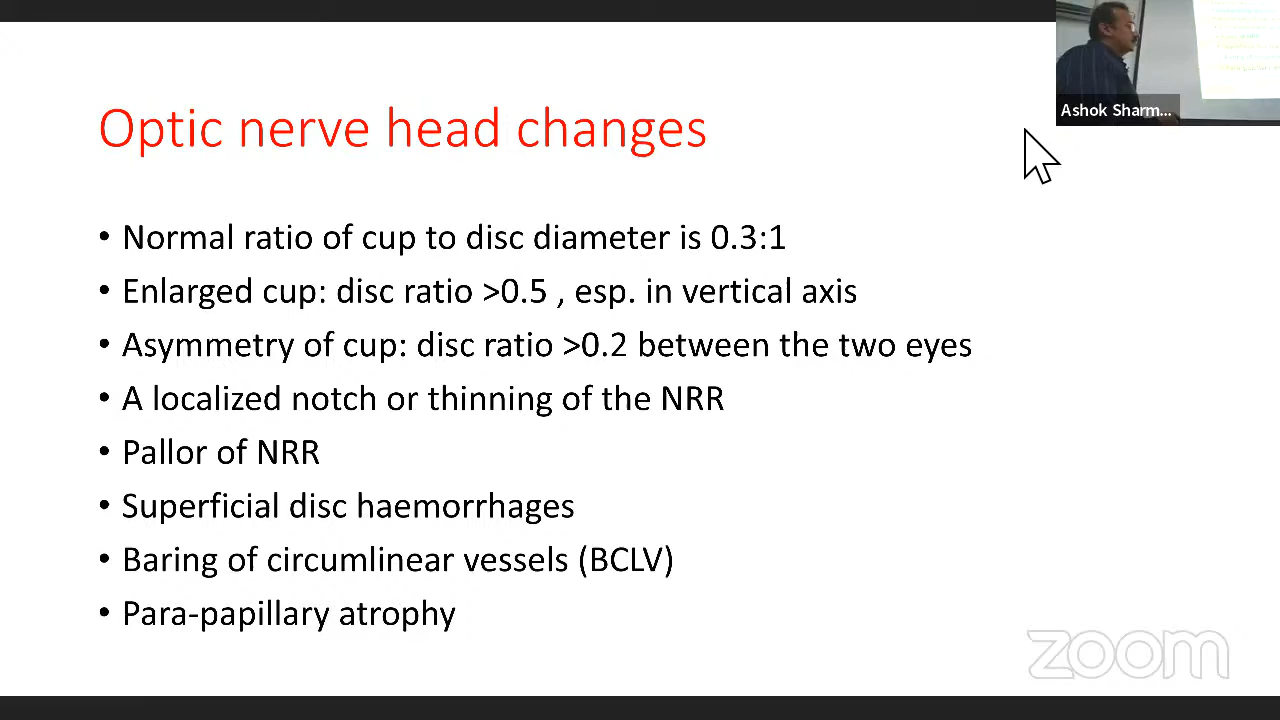 Ashok Sharm...
Optic nerve head changes
• Normal ratio of cup to disc diameter is 0.3:1
• Enlarged cup: disc ratio >0.5 , esp. in vertical axis
• Asymmetry of cup: disc ratio >0.2 between the two eyes
• A localized notch or thinning of the NRR
• Pallor of NRR
• Superficial disc haemorrhages
• Baring of circumlinear vessels (BCLV)
• Para-papillary atrophy
zoom